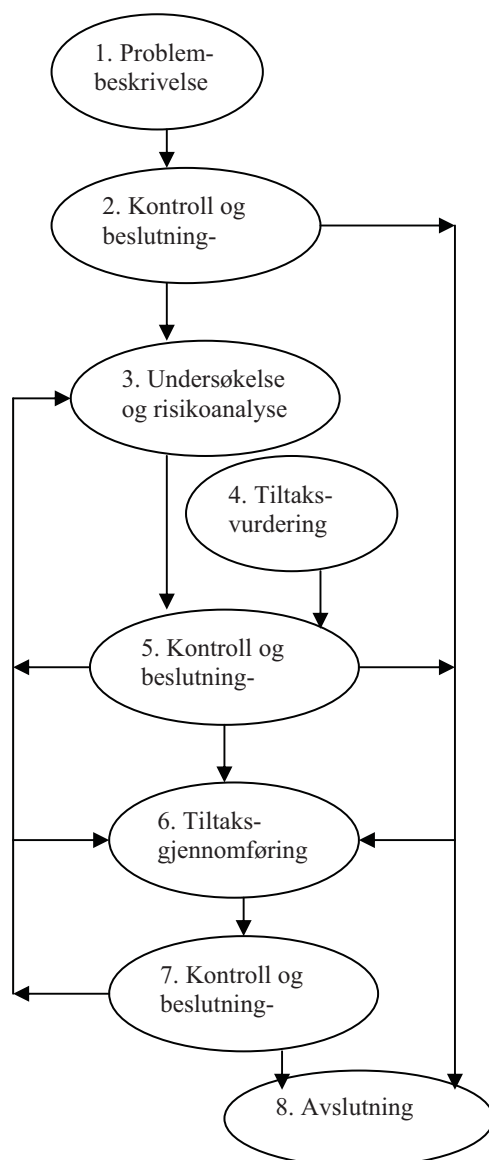 1. Problem-
beskrivelse
2. Kontroll og
beslutning-
3. Undersøkelse
og risikoanalyse
4. Tiltaks-
vurdering
5. Kontroll og
beslutning-
6. Tiltaks-
gjennomføring
7. Kontroll og
beslutning-
8. Avslutning